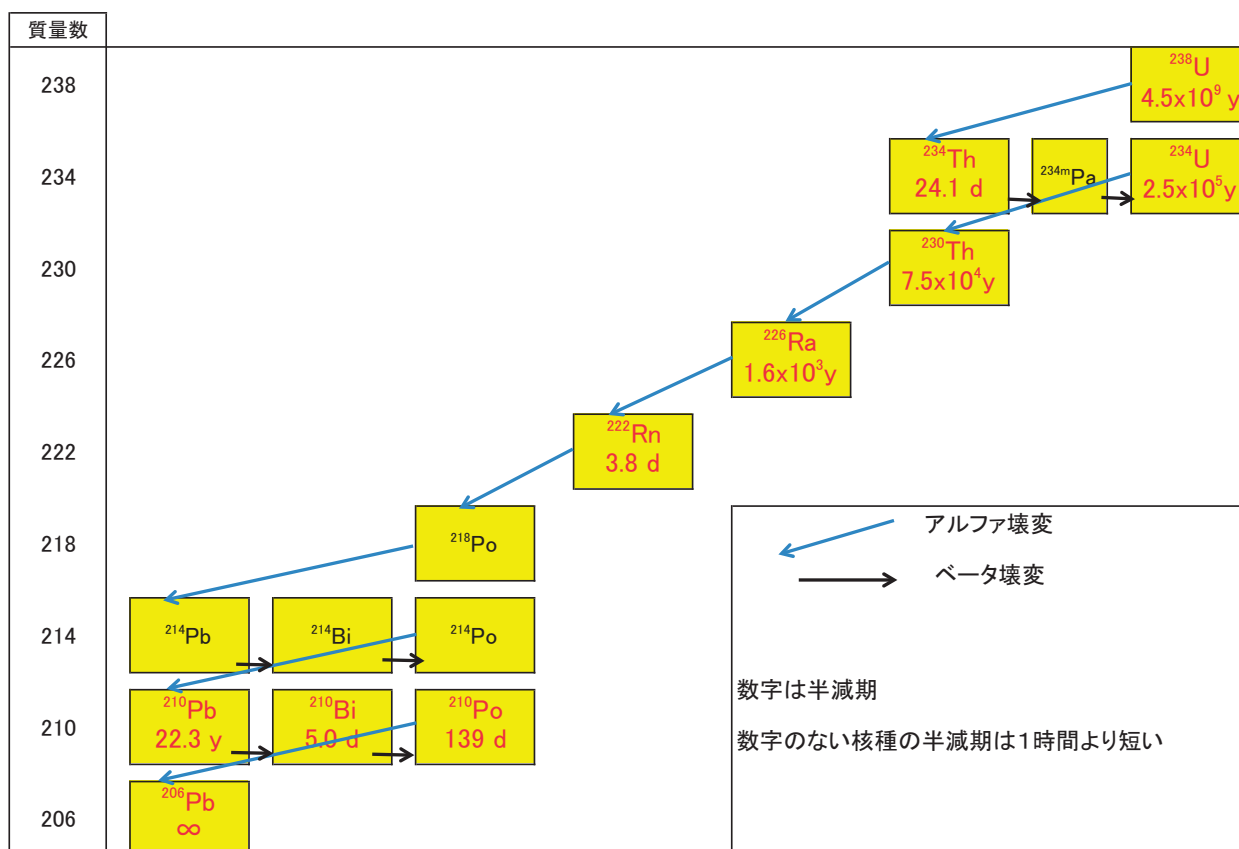 質量数
238
²³⁸U
4.5x10⁹ y
234
²³⁴Th
24.1 d
²³⁴ᵐPa
²³⁴U
2.5x10⁵y
230
²³⁰Th
7.5x10⁴y
226
²²⁶Ra
1.6x10³y
222
²²²Rn
3.8 d
218
²¹⁸Po
アルファ壊変
ベータ壊変
214
²¹⁴Pb
²¹⁴Bi
²¹⁴Po
数字は半減期
数字のない核種の半減期は1時間より短い
210
²¹⁰Pb
22.3 y
²¹⁰Bi
5.0 d
²¹⁰Po
139 d
206
²⁰⁶Pb
∞